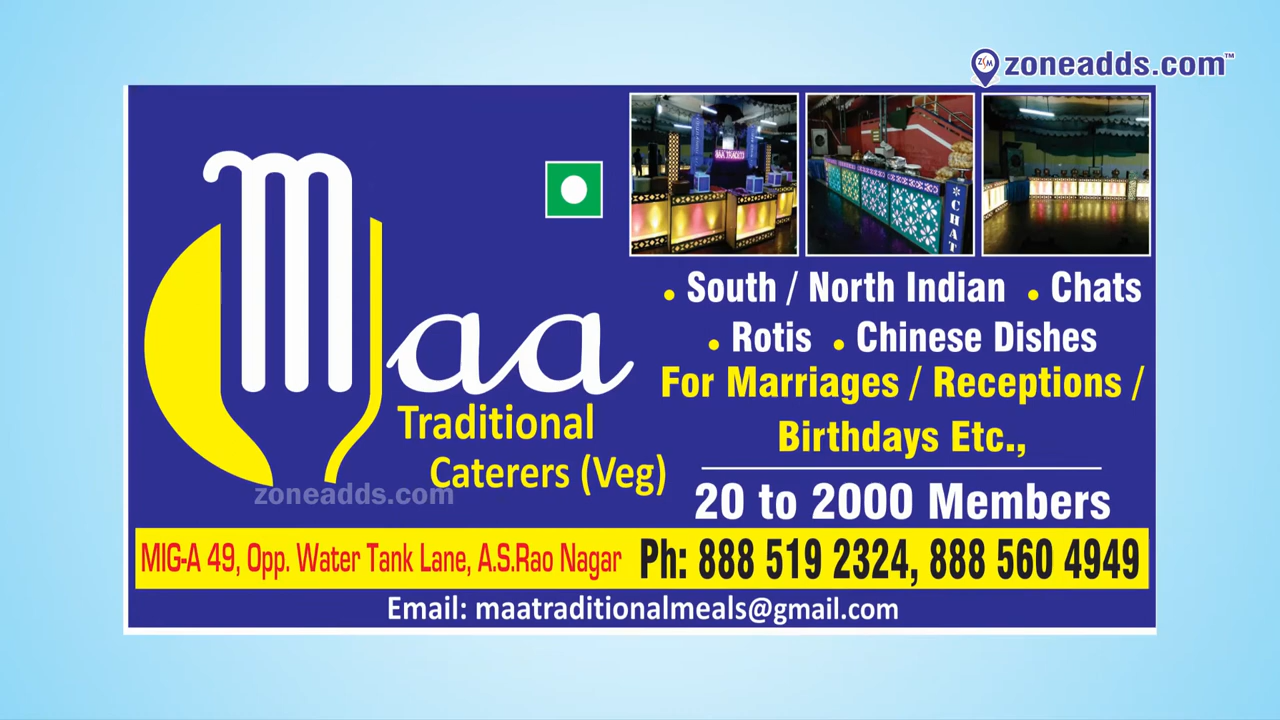 zoneadds.com™
ZSM
CHAT
• South / North Indian • Chats
• Rotis • Chinese Dishes
For Marriages / Receptions /
Birthdays Etc.,
20 to 2000 Members
maa
Traditional
Caterers (Veg)
zoneadds.com
MIG-A 49, Opp. Water Tank Lane, A.S.Rao Nagar
Ph: 888 519 2324, 888 560 4949
Email: maatraditionalmeals@gmail.com